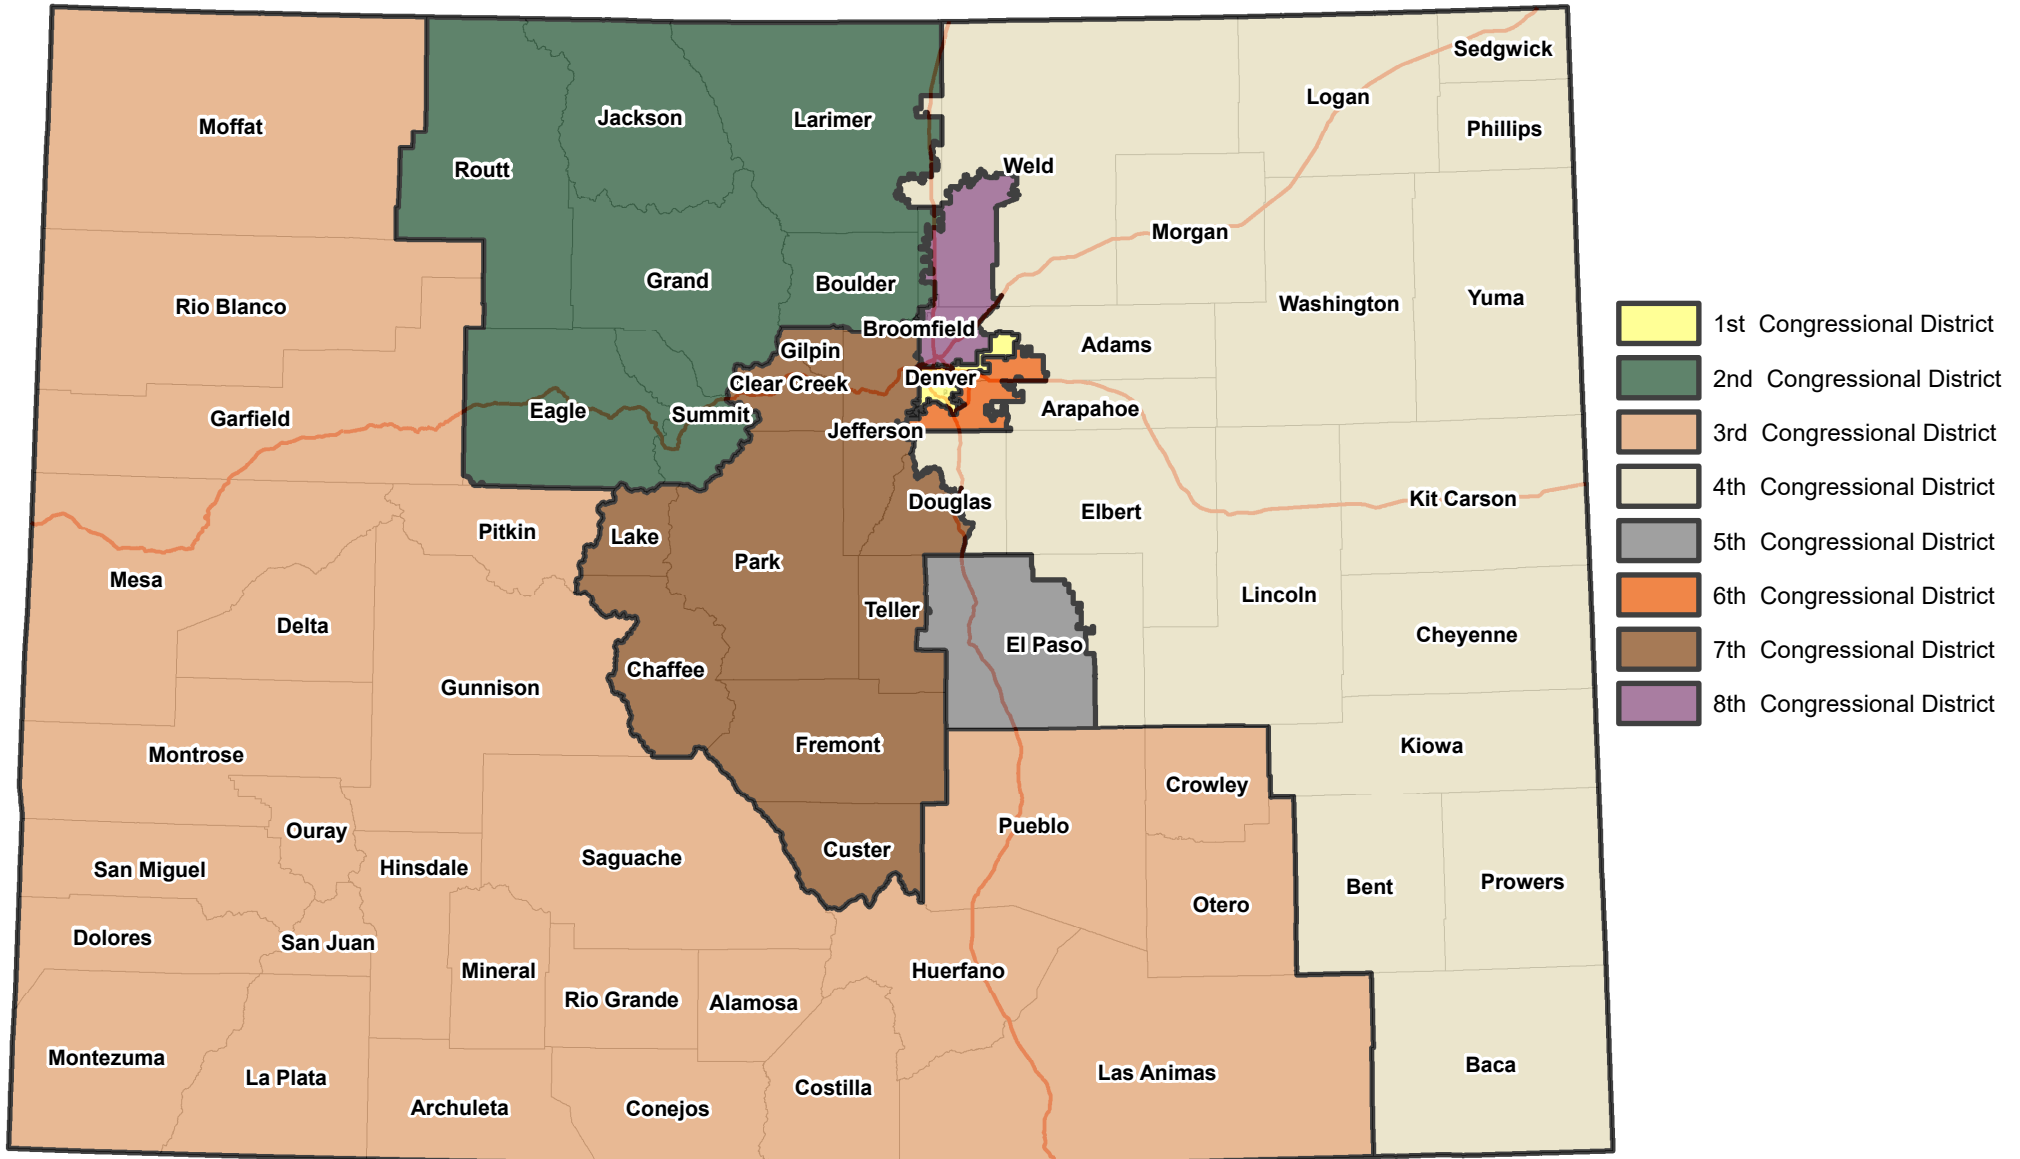 Sedgwick
Logan
Moffat
Jackson
Larimer
Phillips
Routt
Weld
Morgan
Grand
Boulder
Rio Blanco
Washington
Yuma
Broomfield
Gilpin
Adams
Clear Creek
Denver
Garfield
Eagle
Summit
Arapahoe
Jefferson
Douglas
Kit Carson
Elbert
Pitkin
Lake
Park
Mesa
Lincoln
Teller
Delta
Cheyenne
El Paso
Chaffee
Gunnison
Fremont
Kiowa
Montrose
Crowley
Pueblo
Ouray
Custer
Saguache
Hinsdale
San Miguel
Prowers
Bent
Otero
Dolores
San Juan
Mineral
Huerfano
Rio Grande
Alamosa
Montezuma
Baca
Las Animas
La Plata
Costilla
Archuleta
Conejos
1st Congressional District
2nd Congressional District
3rd Congressional District
4th Congressional District
5th Congressional District
6th Congressional District
7th Congressional District
8th Congressional District